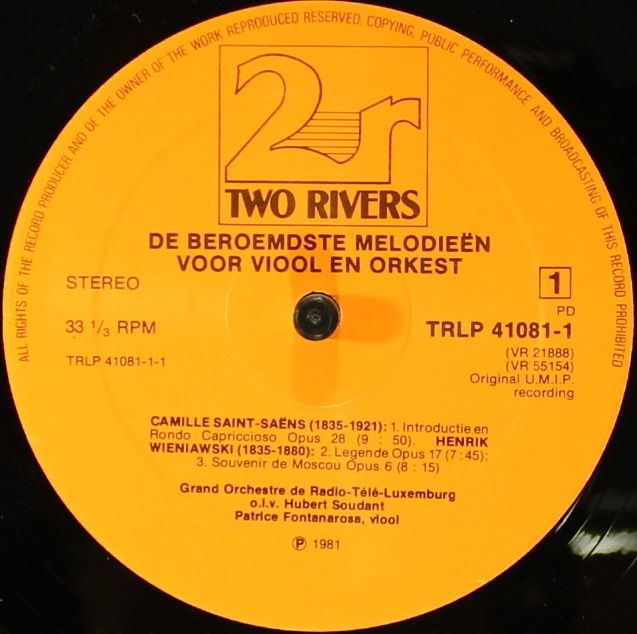 ALL RIGHTS OF THE RECORD PRODUCER AND OF THE OWNER OF THE WORK REPRODUCED RESERVED. COPYING, PUBLIC PERFORMANCE AND BROADCASTING OF THIS RECORD PROHIBITED
2r
TWO RIVERS
DE BEROEMDSTE MELODIEËN
VOOR VIOOL EN ORKEST
STEREO
1
PD
33 1/3 RPM
TRLP 41081-1
TRLP 41081-1-1
(VR 21888)
(VR 55154)
Original U.M.I.P.
recording
CAMILLE SAINT-SAËNS (1835-1921): 1. Introductie en
Rondo Capriccioso Opus 28 (9 : 50). HENRIK
WIENIAWSKI (1835-1880): 2. Legende Opus 17 (7 : 45);
3. Souvenir de Moscou Opus 6 (8 : 15)
Grand Orchestre de Radio-Télé-Luxemburg
o.l.v. Hubert Soudant
Patrice Fontanarosa, viool
℗ 1981